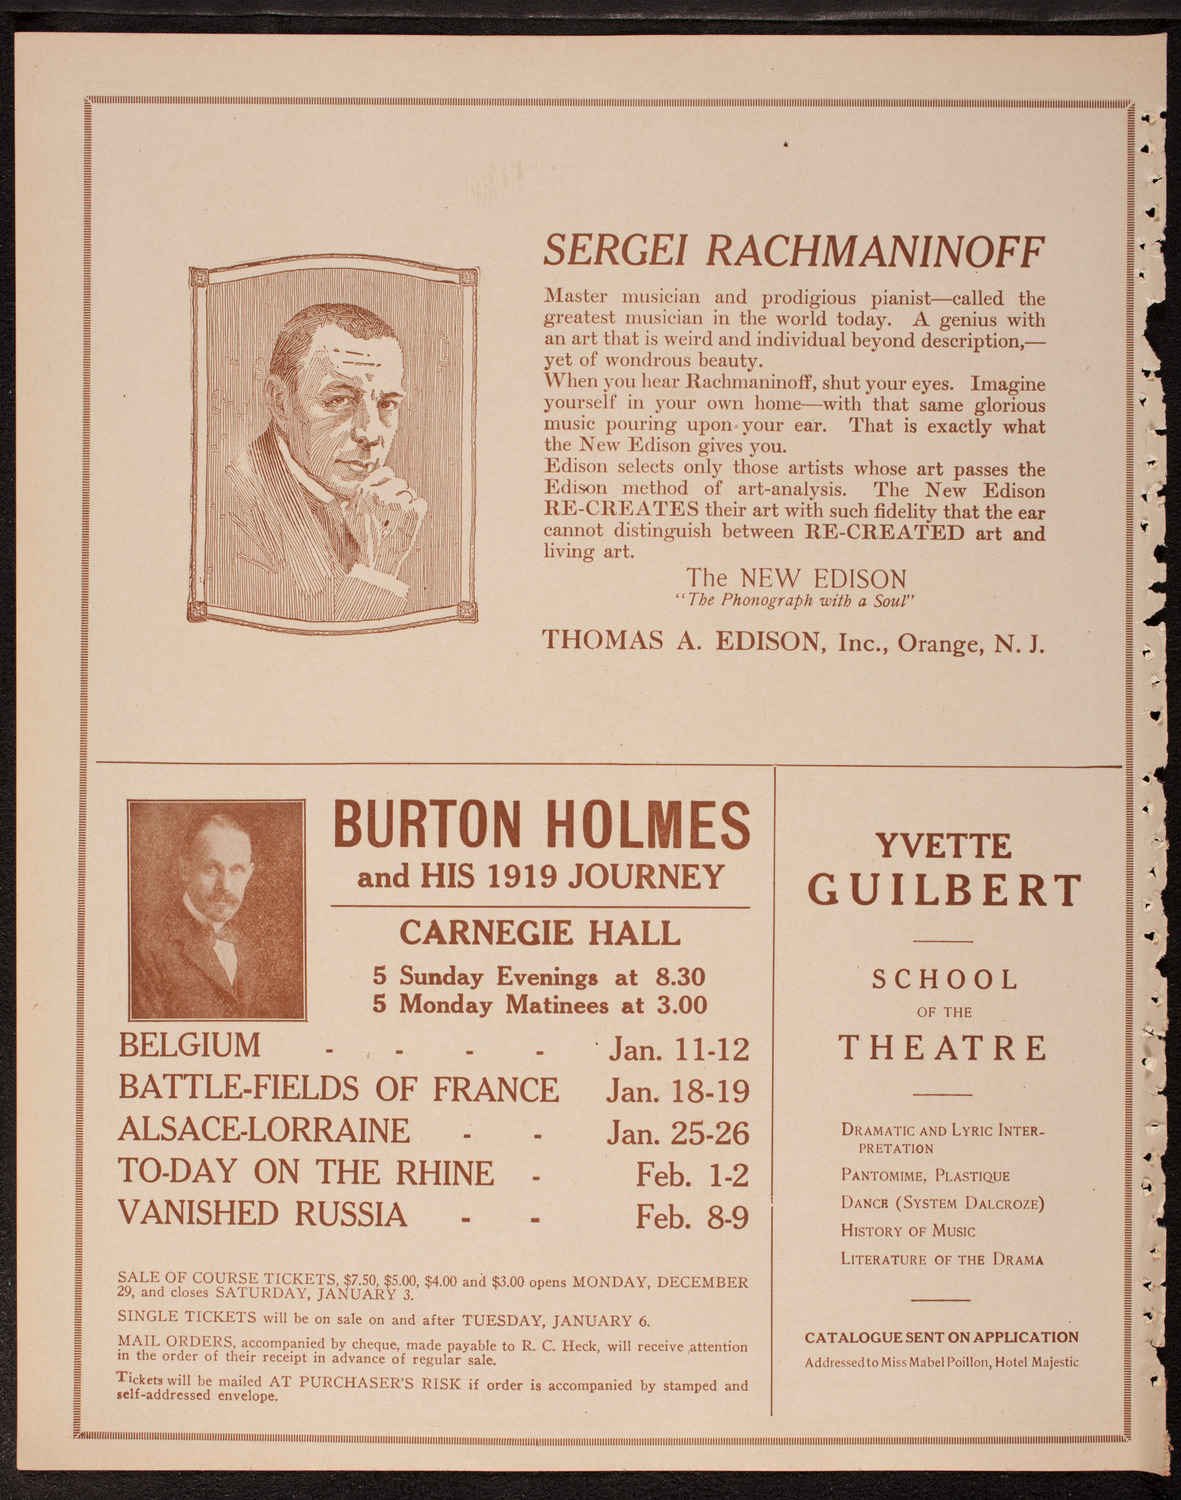 SERGEI RACHMANINOFF
Master musician and prodigious pianist—called the
greatest musician in the world today. A genius with
an art that is weird and individual beyond description,—
yet of wondrous beauty.
When you hear Rachmaninoff, shut your eyes. Imagine
yourself in your own home—with that same glorious
music pouring upon your ear. That is exactly what
the New Edison gives you.
Edison selects only those artists whose art passes the
Edison method of art-analysis. The New Edison
RE-CREATES their art with such fidelity that the ear
cannot distinguish between RE-CREATED art and
living art.
The NEW EDISON
"The Phonograph with a Soul"
THOMAS A. EDISON, Inc., Orange, N. J.
BURTON HOLMES
and HIS 1919 JOURNEY
CARNEGIE HALL
5 Sunday Evenings at 8.30
5 Monday Matinees at 3.00
BELGIUM - - - - Jan. 11-12
BATTLE-FIELDS OF FRANCE Jan. 18-19
ALSACE-LORRAINE - - Jan. 25-26
TO-DAY ON THE RHINE - Feb. 1-2
VANISHED RUSSIA - - Feb. 8-9
SALE OF COURSE TICKETS, $7.50, $5.00, $4.00 and $3.00 opens MONDAY, DECEMBER
29, and closes SATURDAY, JANUARY 3.
SINGLE TICKETS will be on sale on and after TUESDAY, JANUARY 6.
MAIL ORDERS, accompanied by cheque, made payable to R. C. Heck, will receive attention
in the order of their receipt in advance of regular sale.
Tickets will be mailed AT PURCHASER'S RISK if order is accompanied by stamped and
self-addressed envelope.
YVETTE
GUILBERT
SCHOOL
OF THE
THEATRE
DRAMATIC AND LYRIC INTER-
PRETATION
PANTOMIME, PLASTIQUE
DANCE (SYSTEM DALCROZE)
HISTORY OF MUSIC
LITERATURE OF THE DRAMA
CATALOGUE SENT ON APPLICATION
Addressed to Miss Mabel Poillon, Hotel Majestic